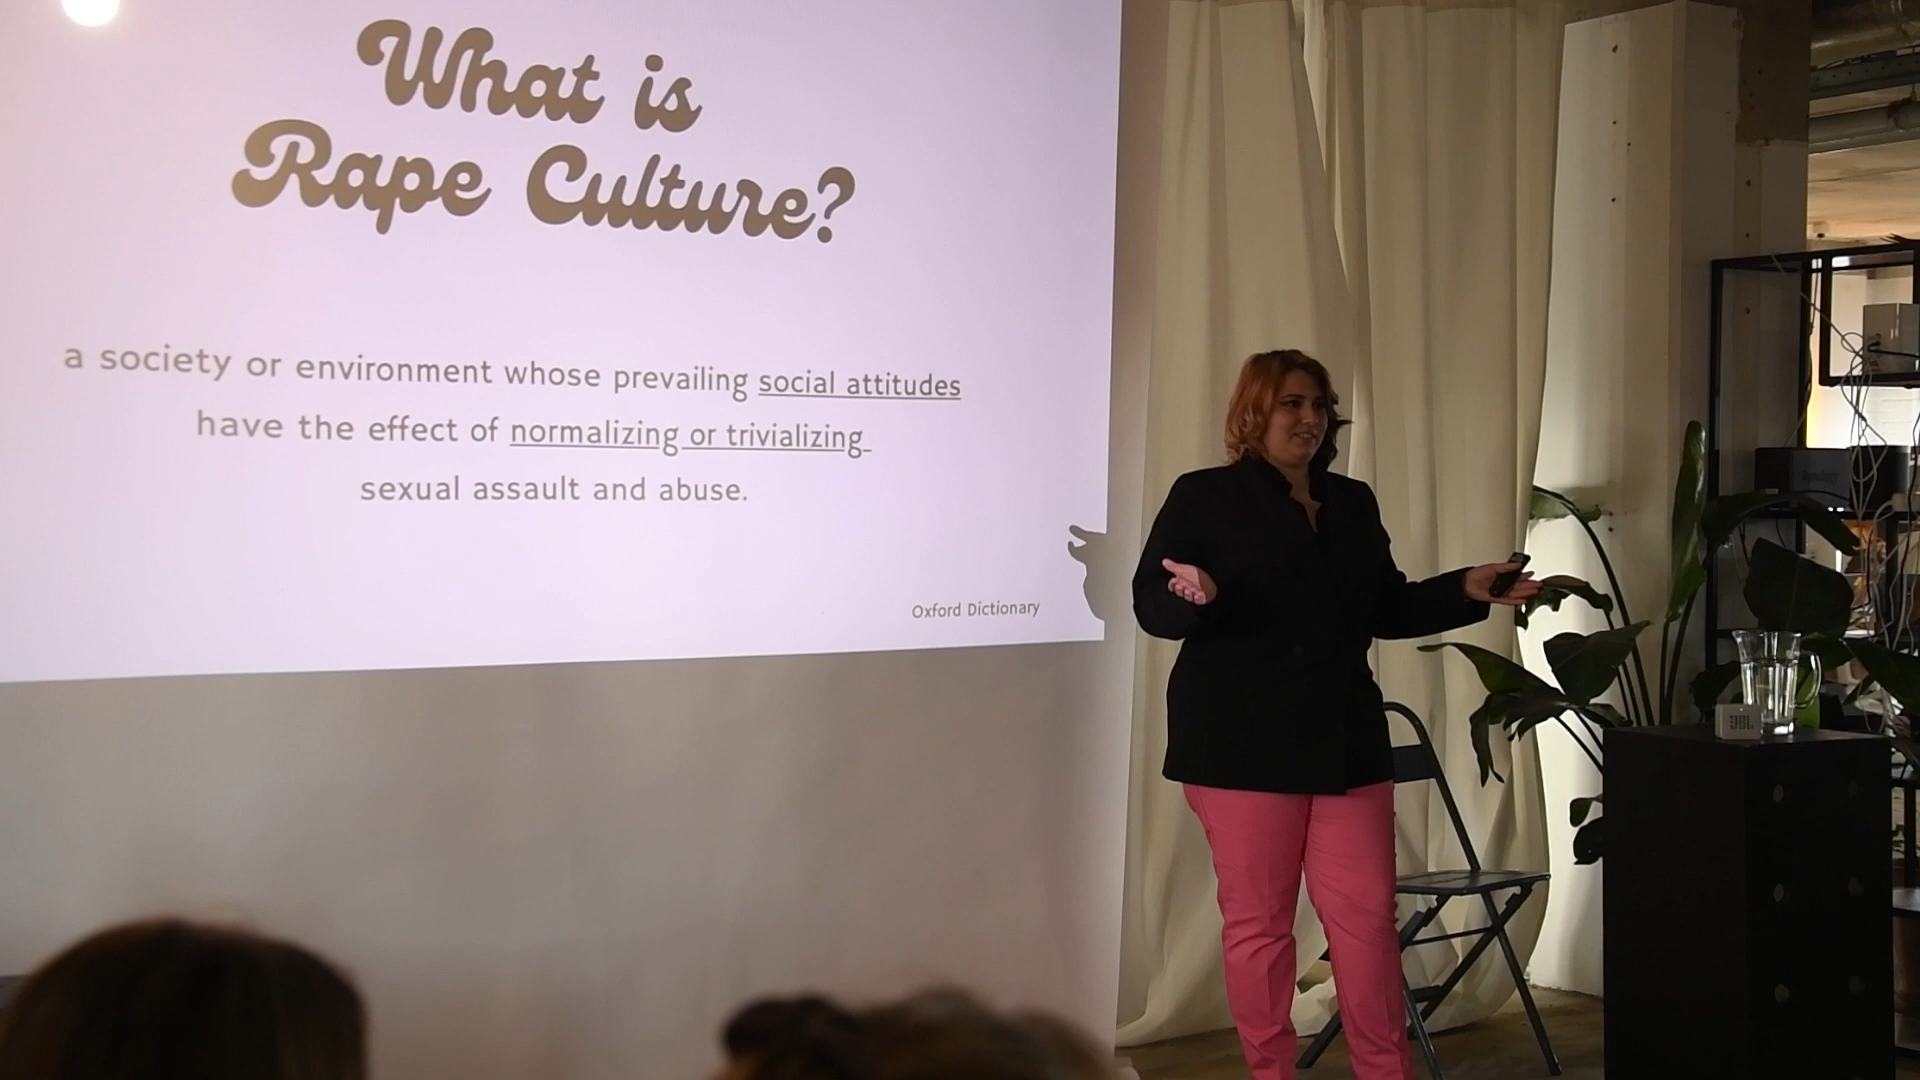 What is
Rape Culture?
a society or environment whose prevailing social attitudes
have the effect of normalizing or trivializing
sexual assault and abuse.
Oxford Dictionary
JBL